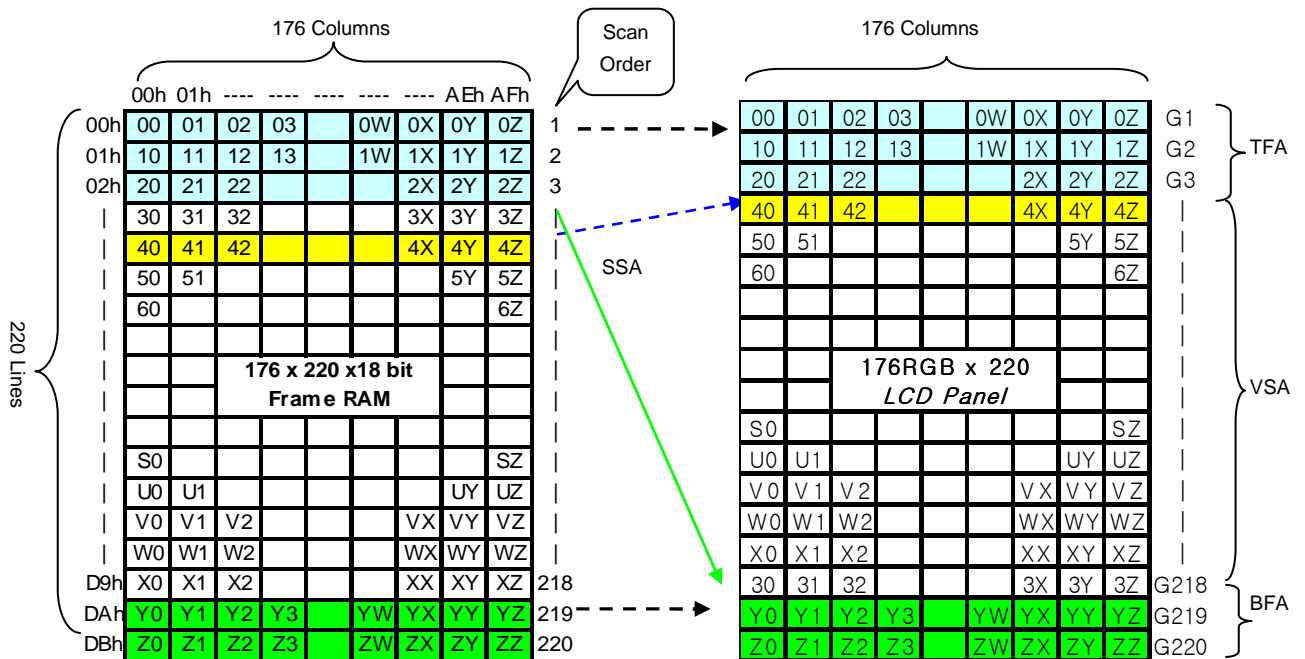 176 Columns
Scan
Order
176 Columns
00h 01h ---- ---- ---- ---- ---- AEh AFh
00h 00 01 02 03 0W 0X 0Y 0Z 1 00 01 02 03 0W 0X 0Y 0Z G1
01h 10 11 12 13 1W 1X 1Y 1Z 2 10 11 12 13 1W 1X 1Y 1Z G2 TFA
02h 20 21 22 2X 2Y 2Z 3 20 21 22 2X 2Y 2Z G3
30 31 32 3X 3Y 3Z 40 41 42 4X 4Y 4Z
40 41 42 4X 4Y 4Z 50 51 5Y 5Z
50 51 5Y 5Z SSA 60 6Z
60 6Z
220 Lines
176 x 220 x18 bit
Frame RAM
176RGB x 220
LCD Panel
VSA
S0 SZ
S0 SZ U0 U1 UY UZ
U0 U1 UY UZ V0 V1 V2 VX VY VZ
V0 V1 V2 VX VY VZ W0 W1 W2 WX WY WZ
W0 W1 W2 WX WY WZ X0 X1 X2 XX XY XZ
D9h X0 X1 X2 XX XY XZ 218 30 31 32 3X 3Y 3Z G218
DAh Y0 Y1 Y2 Y3 YW YX YY YZ 219 Y0 Y1 Y2 Y3 YW YX YY YZ G219 BFA
DBh Z0 Z1 Z2 Z3 ZW ZX ZY ZZ 220 Z0 Z1 Z2 Z3 ZW ZX ZY ZZ G220